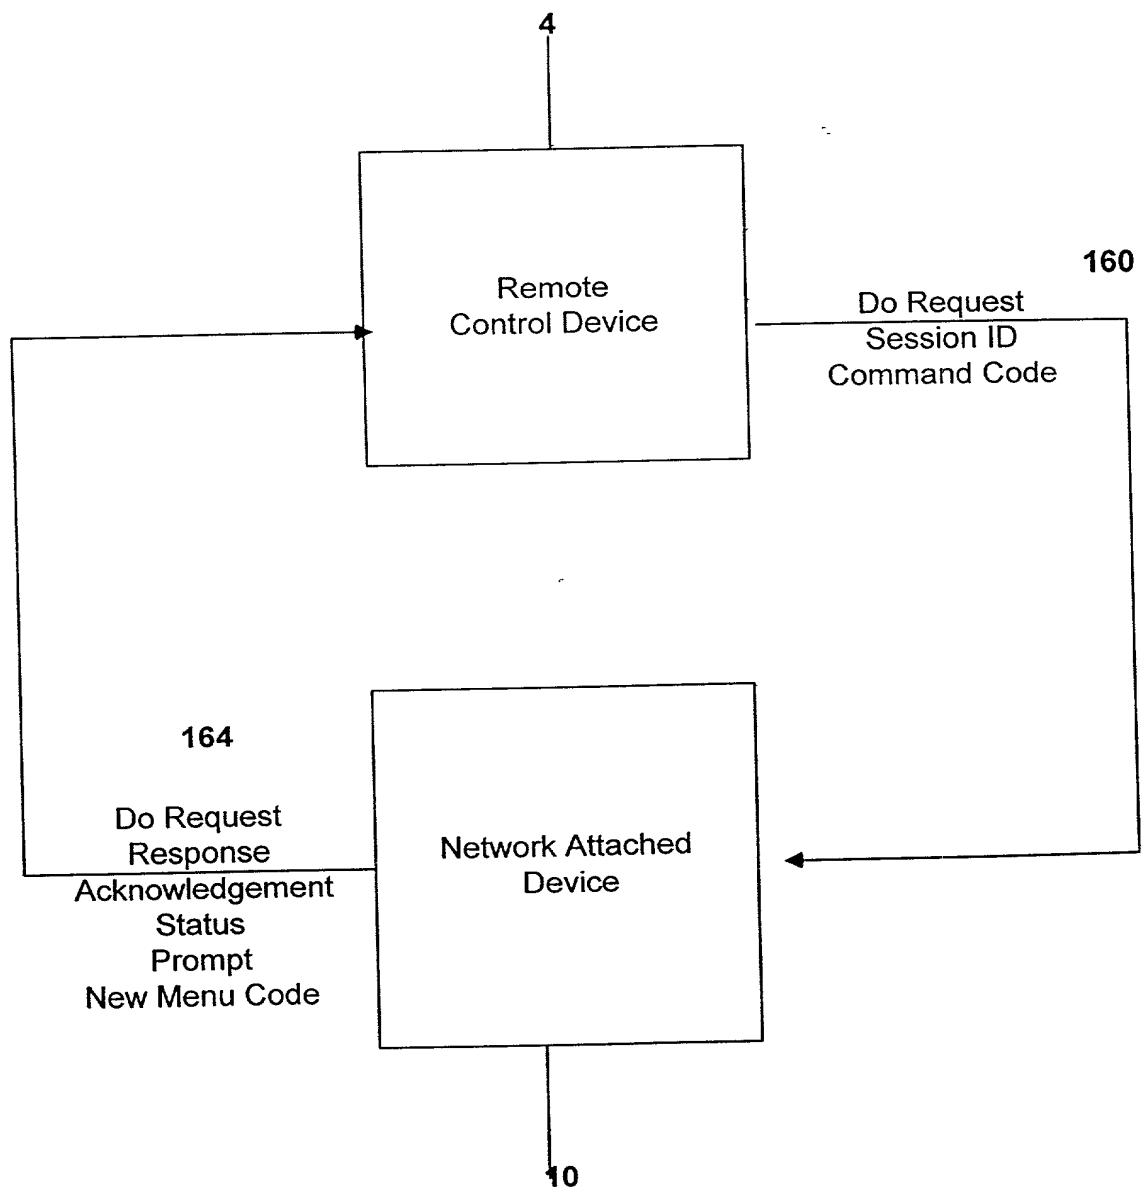 4
Remote
Control Device
160
Do Request
Session ID
Command Code
164
Do Request
Response
Acknowledgement
Status
Prompt
New Menu Code
Network Attached
Device
10